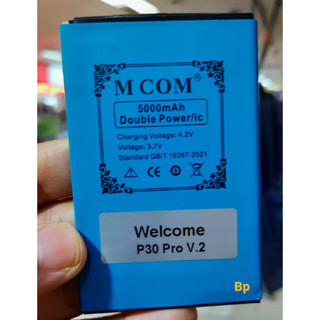 M COM®
5000mAh
Double Power/ic
Charging Voltage: 4.2V
Voltage: 3.7V
Standard GB/T 18287-2021
CE
Welcome
P30 Pro V.2
Bp